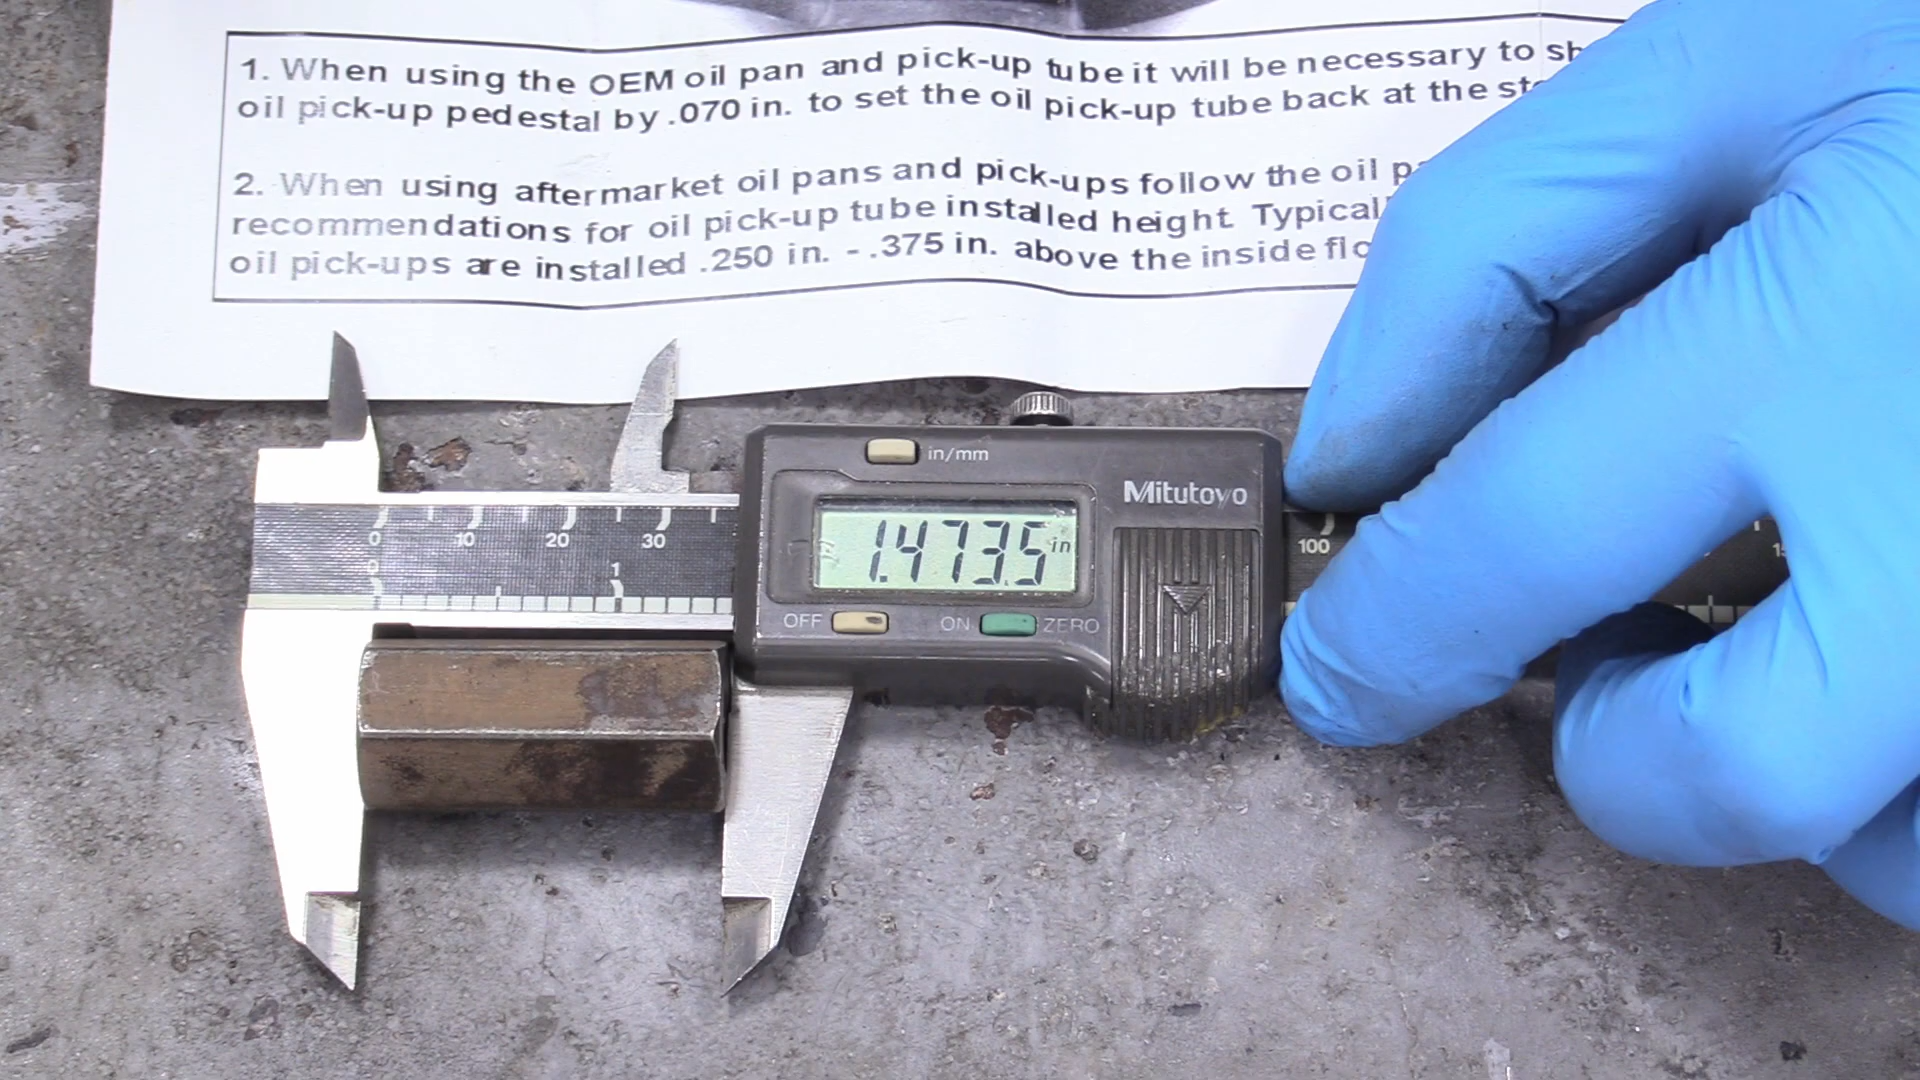 1. When using the OEM oil pan and pick-up tube it will be necessary to
oil pick-up pedestal by .070 in. to set the oil pick-up tube back at the
2. When using aftermarket oil pans and pick-ups follow the oil
recommendations for oil pick-up tube installed height. Typical
oil pick-ups are installed .250 in. - .375 in. above the inside
in/mm
Mitutoyo
1.473.5 in
0 10 20 30
100
0 1
OFF ON ZERO